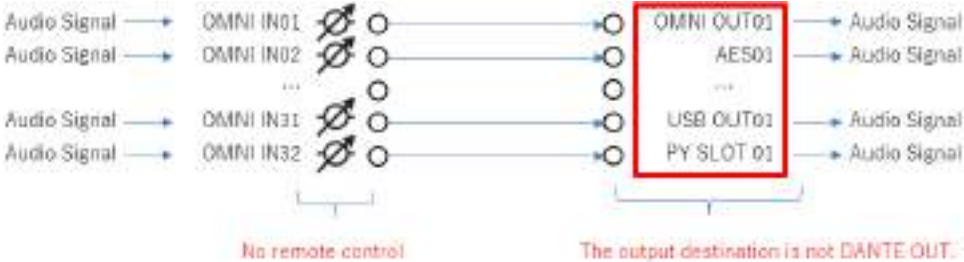 Audio Signal OMNI IN01 OMNI OUT01 Audio Signal
Audio Signal OMNI IN02 AES01 Audio Signal
... ...
Audio Signal OMNI IN31 USB OUT01 Audio Signal
Audio Signal OMNI IN32 PY SLOT 01 Audio Signal
No remote control The output destination is not DANTE OUT.